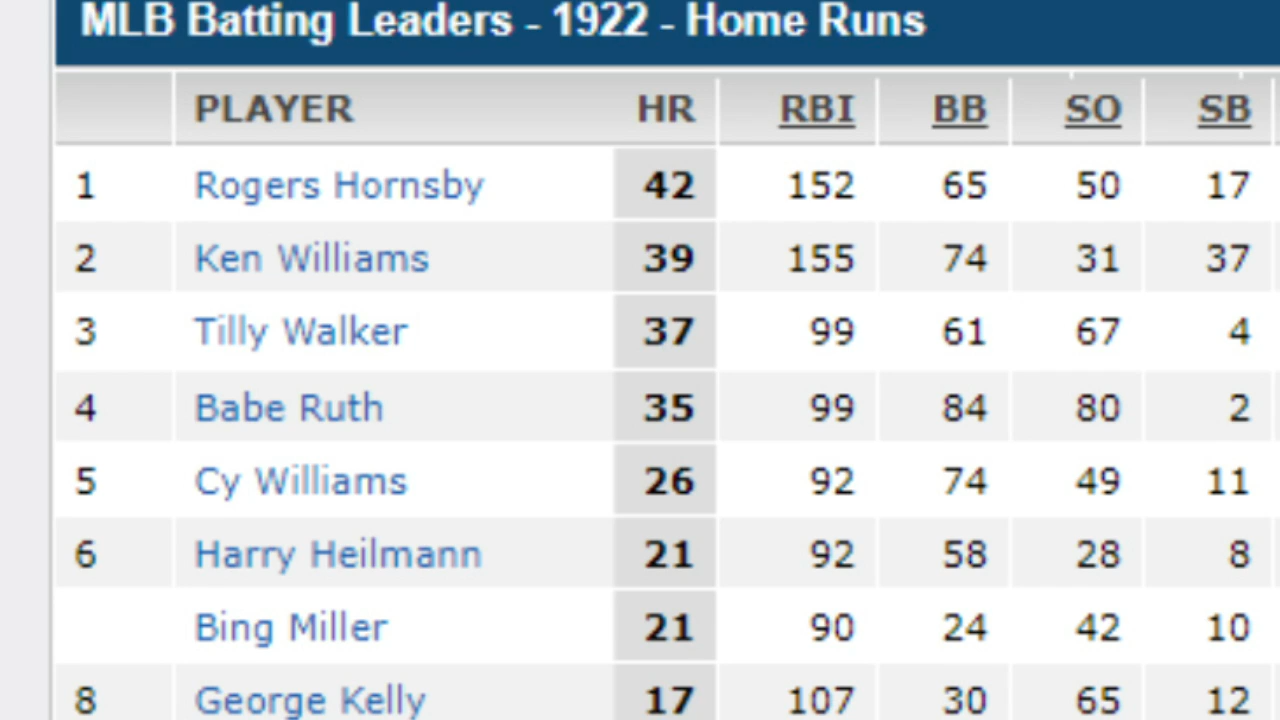 MLB Batting Leaders - 1922 - Home Runs
PLAYER HR RBI BB SO SB
1 Rogers Hornsby 42 152 65 50 17
2 Ken Williams 39 155 74 31 37
3 Tilly Walker 37 99 61 67 4
4 Babe Ruth 35 99 84 80 2
5 Cy Williams 26 92 74 49 11
6 Harry Heilmann 21 92 58 28 8
Bing Miller 21 90 24 42 10
8 George Kelly 17 107 30 65 12